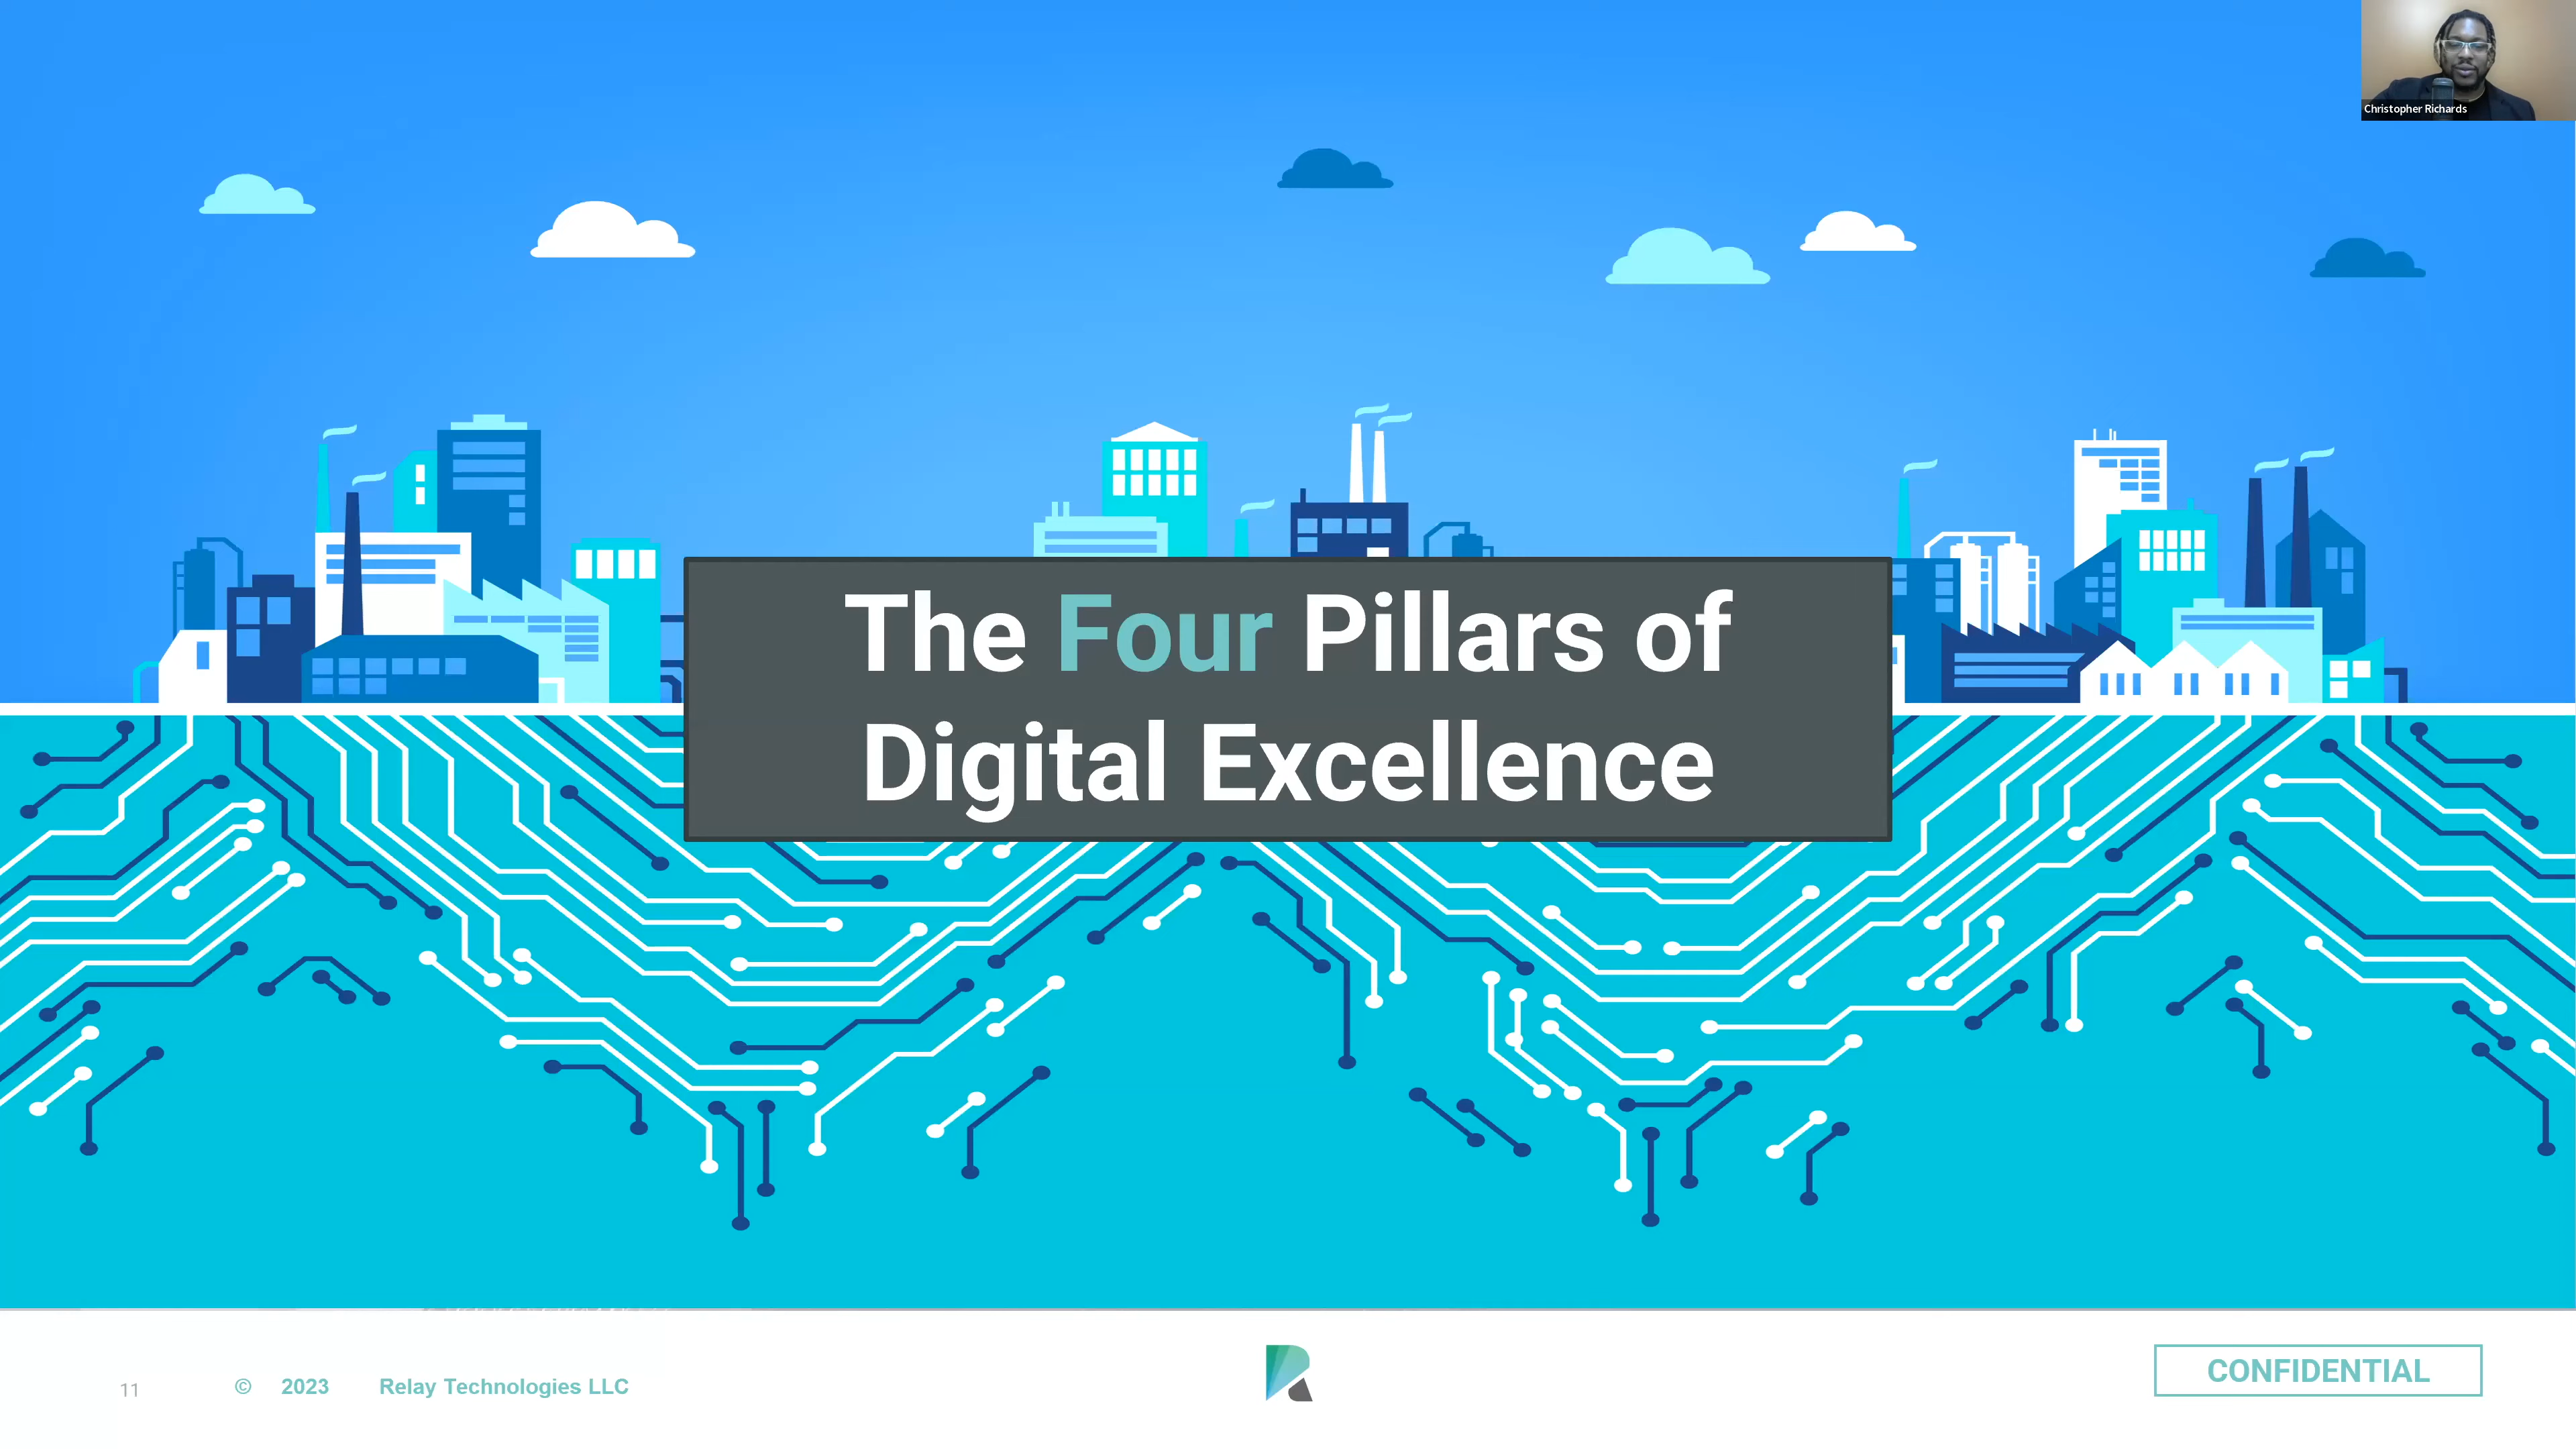 Christopher Richards
The Four Pillars of
Digital Excellence
11 © 2023 Relay Technologies LLC
CONFIDENTIAL